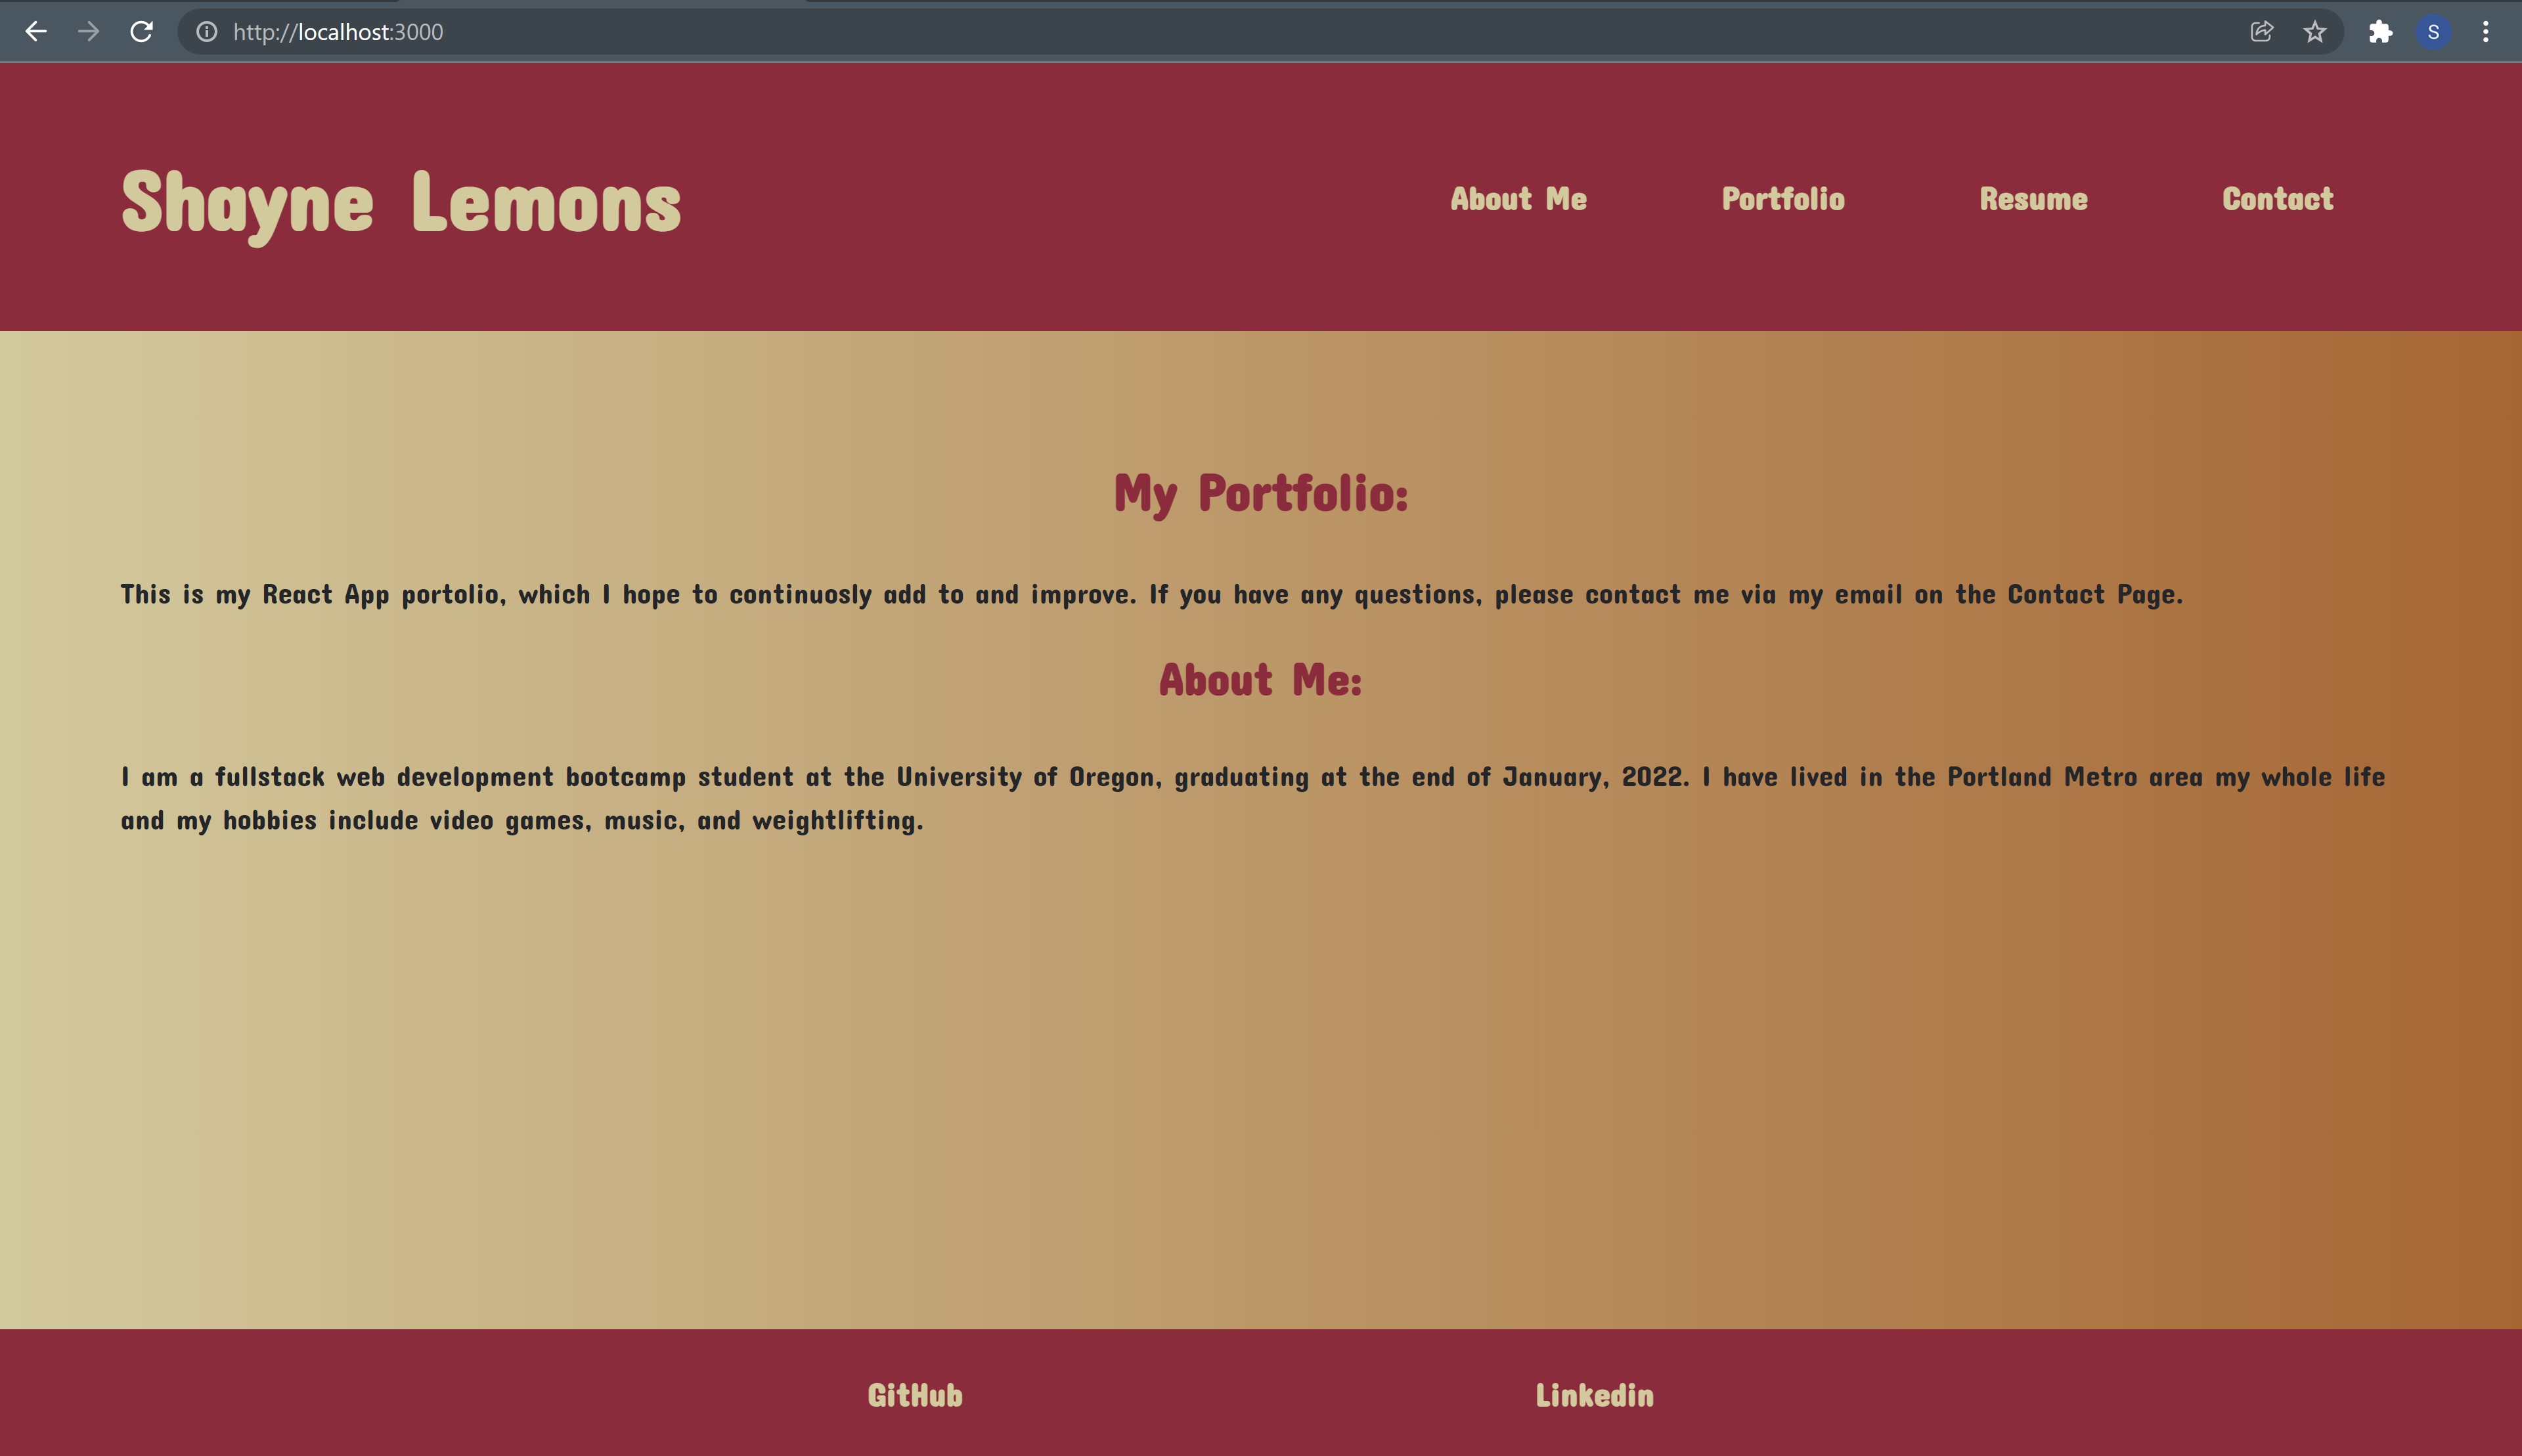 http://localhost:3000
S
Shayne Lemons
About Me
Portfolio
Resume
Contact
My Portfolio:
This is my React App portolio, which I hope to continuosly add to and improve. If you have any questions, please contact me via my email on the Contact Page.
About Me:
I am a fullstack web development bootcamp student at the University of Oregon, graduating at the end of January, 2022. I have lived in the Portland Metro area my whole life
and my hobbies include video games, music, and weightlifting.
GitHub
Linkedin